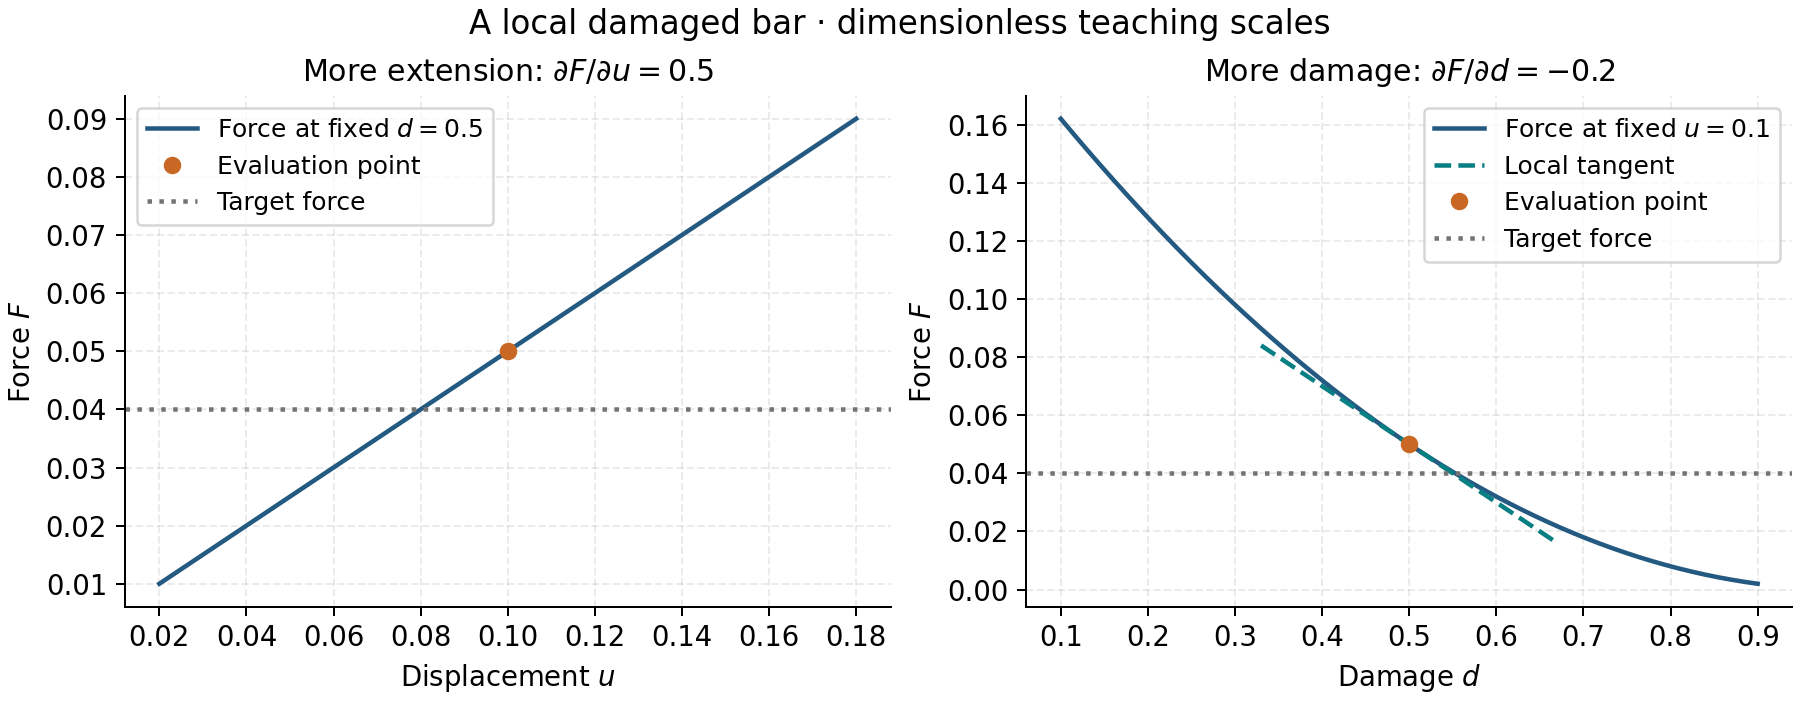 A local damaged bar · dimensionless teaching scales
More extension: ∂F/∂u = 0.5
Force F
0.09
0.08
0.07
0.06
0.05
0.04
0.03
0.02
0.01
Force at fixed d = 0.5
Evaluation point
Target force
0.02 0.04 0.06 0.08 0.10 0.12 0.14 0.16 0.18
Displacement u
More damage: ∂F/∂d = −0.2
Force F
0.16
0.14
0.12
0.10
0.08
0.06
0.04
0.02
0.00
Force at fixed u = 0.1
Local tangent
Evaluation point
Target force
0.1 0.2 0.3 0.4 0.5 0.6 0.7 0.8 0.9
Damage d